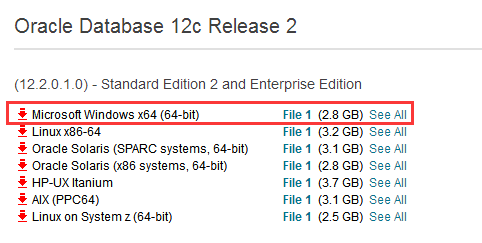 Oracle Database 12c Release 2
(12.2.0.1.0) - Standard Edition 2 and Enterprise Edition
Microsoft Windows x64 (64-bit) File 1 (2.8 GB) See All
Linux x86-64 File 1 (3.2 GB) See All
Oracle Solaris (SPARC systems, 64-bit) File 1 (3.1 GB) See All
Oracle Solaris (x86 systems, 64-bit) File 1 (2.8 GB) See All
HP-UX Itanium File 1 (3.7 GB) See All
AIX (PPC64) File 1 (3.1 GB) See All
Linux on System z (64-bit) File 1 (2.5 GB) See All